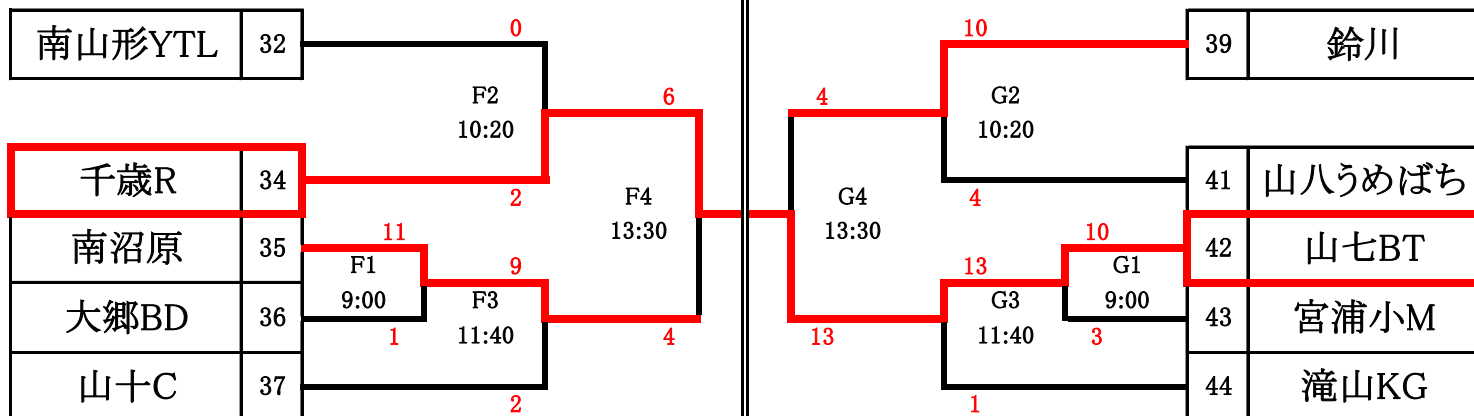 南山形YTL 32
0
F2
10:20
6
千歳R 34
2
F4
13:30
南沼原 35
11
F1
9:00
9
大郷BD 36
1
F3
11:40
4
山十C 37
2
10
39 鈴川
4
G2
10:20
41 山八うめばち
4
G4
13:30
10
42 山七BT
13
G1
9:00
43 宮浦小M
3
G3
11:40
13
44 滝山KG
1